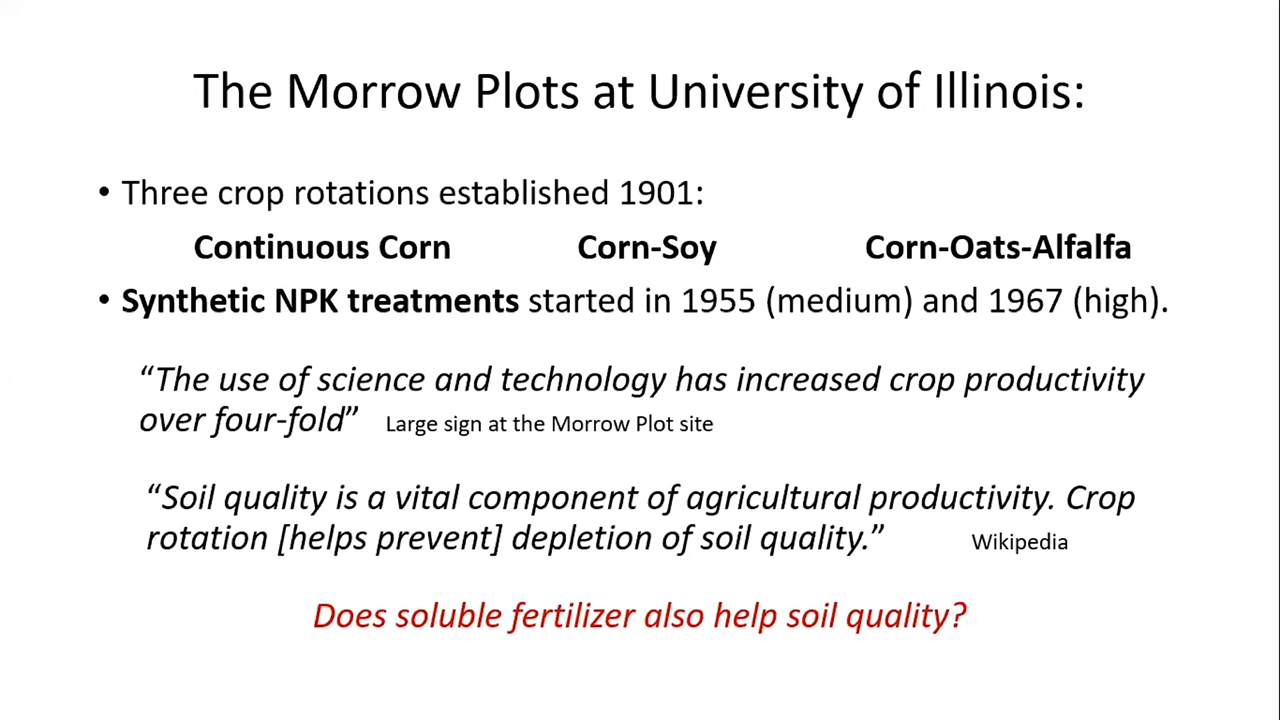 The Morrow Plots at University of Illinois:
• Three crop rotations established 1901:
Continuous Corn Corn-Soy Corn-Oats-Alfalfa
• Synthetic NPK treatments started in 1955 (medium) and 1967 (high).
“The use of science and technology has increased crop productivity
over four-fold” Large sign at the Morrow Plot site
“Soil quality is a vital component of agricultural productivity. Crop
rotation [helps prevent] depletion of soil quality.” Wikipedia
Does soluble fertilizer also help soil quality?